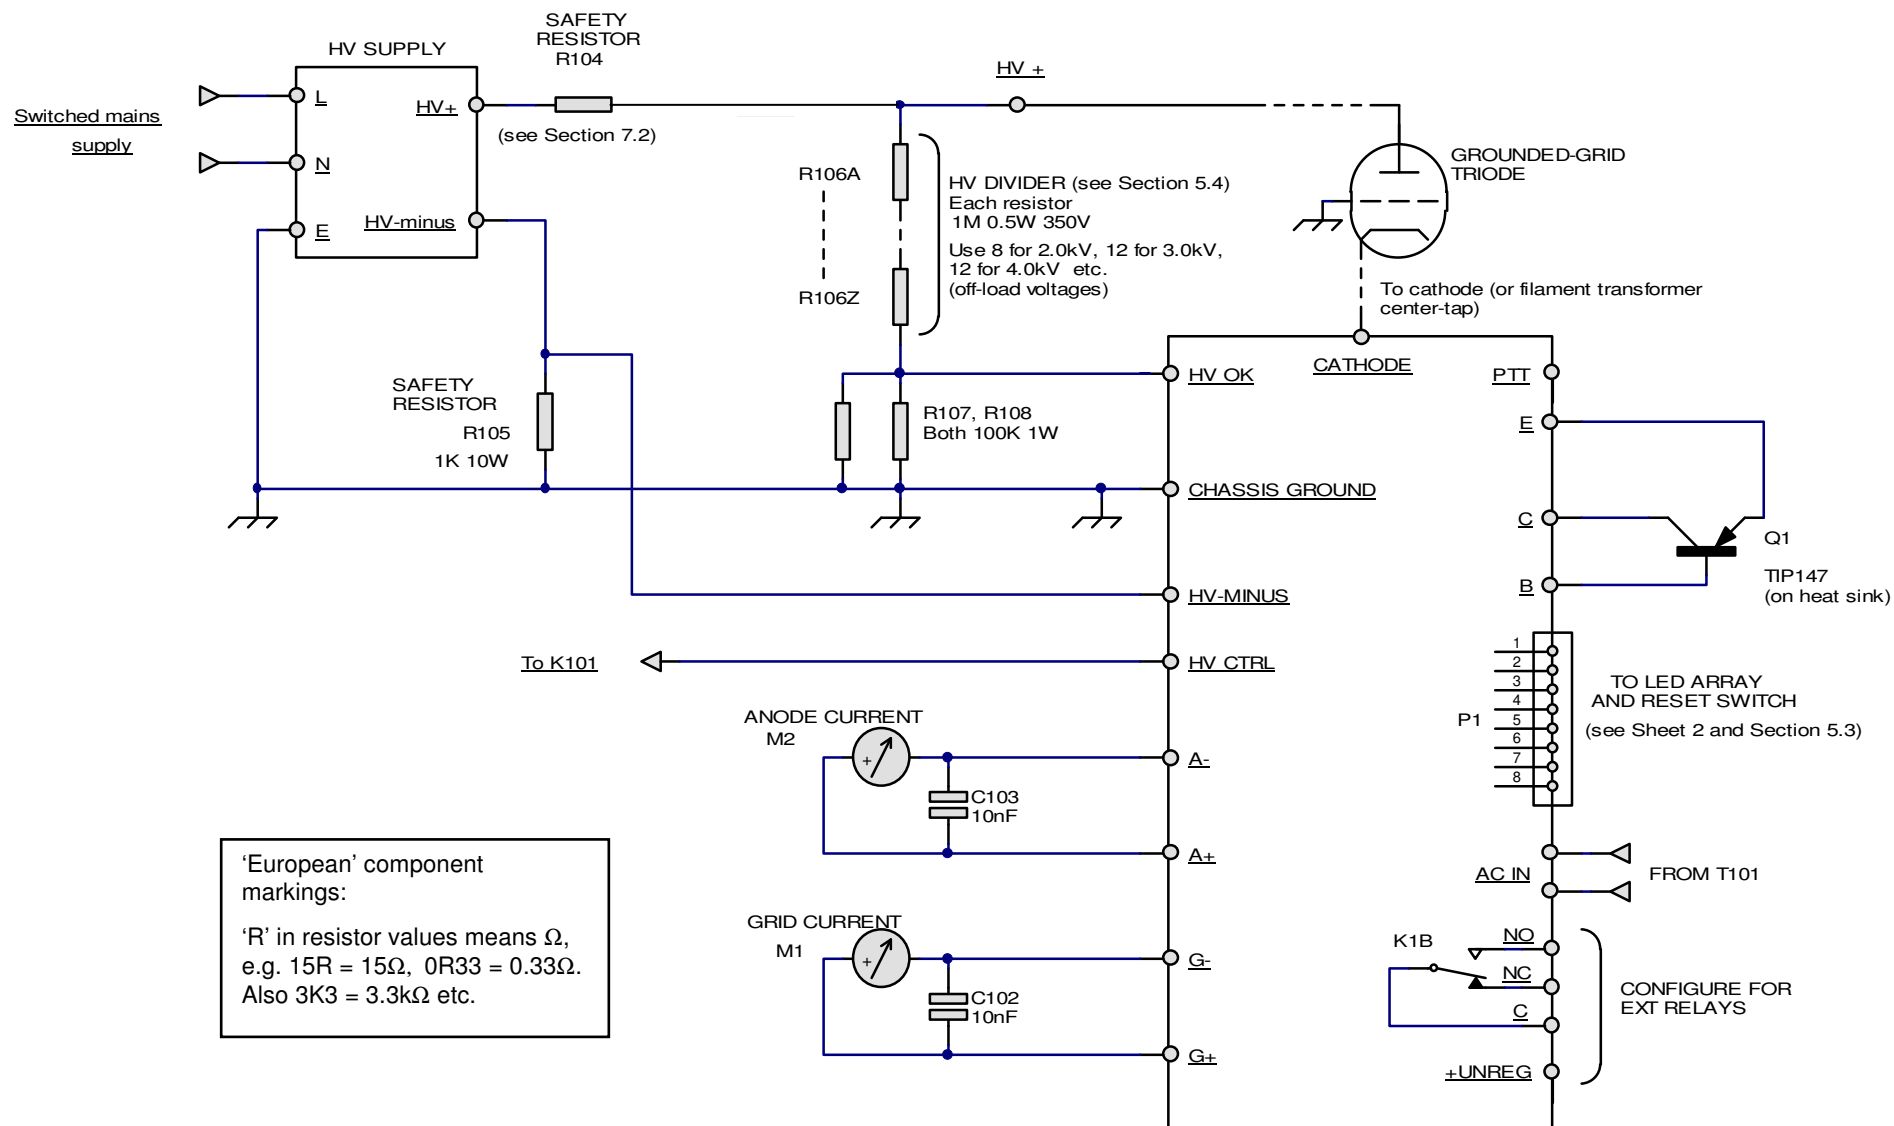 SAFETY
RESISTOR
R104
HV SUPPLY
HV +
Switched mains
supply
L
HV+
(see Section 7.2)
N
HV-minus
E
R106A
R106Z
HV DIVIDER (see Section 5.4)
Each resistor
1M 0.5W 350V
Use 8 for 2.0kV, 12 for 3.0kV,
12 for 4.0kV etc.
(off-load voltages)
GROUNDED-GRID
TRIODE
To cathode (or filament transformer
center-tap)
SAFETY
RESISTOR
R105
1K 10W
R107, R108
Both 100K 1W
HV OK
CATHODE
PTT
E
CHASSIS GROUND
C
Q1
TIP147
(on heat sink)
B
HV-MINUS
To K101
HV CTRL
1
2
3
4
5
6
7
8
P1
TO LED ARRAY
AND RESET SWITCH
(see Sheet 2 and Section 5.3)
ANODE CURRENT
M2
+
A-
C103
10nF
A+
‘European’ component
markings:
‘R’ in resistor values means Ω,
e.g. 15R = 15Ω, 0R33 = 0.33Ω.
Also 3K3 = 3.3kΩ etc.
GRID CURRENT
M1
+
G-
C102
10nF
G+
AC IN
FROM T101
K1B
NO
NC
C
+UNREG
CONFIGURE FOR
EXT RELAYS